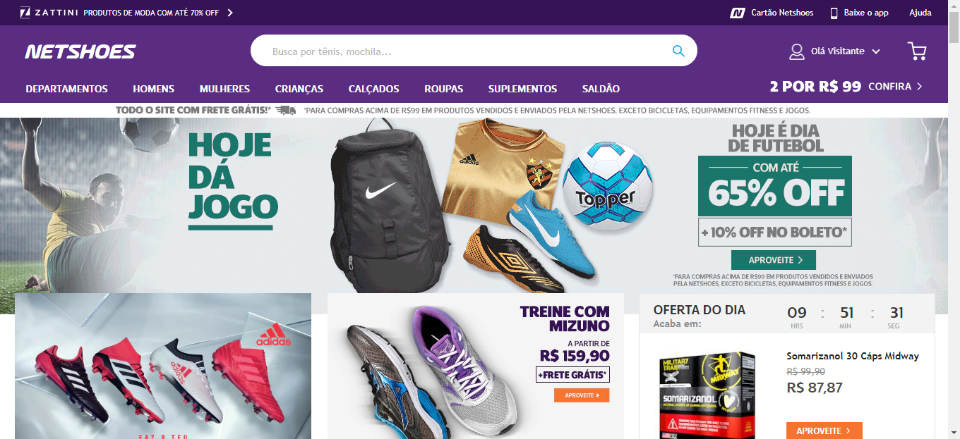 ZATTINI PRODUTOS DE MODA COM ATÉ 70% OFF
Cartão Netshoes
Baixe o app
Ajuda
NETSHOES
Busca por tênis, mochila...
Olá Visitante
DEPARTAMENTOS HOMENS MULHERES CRIANÇAS CALÇADOS ROUPAS SUPLEMENTOS SALDÃO
2 POR R$ 99 CONFIRA
TODO O SITE COM FRETE GRÁTIS!* *PARA COMPRAS ACIMA DE R$99 EM PRODUTOS VENDIDOS E ENVIADOS PELA NETSHOES. EXCETO BICICLETAS, EQUIPAMENTOS FITNESS E JOGOS.
HOJE
DÁ
JOGO
adidas
Topper
HOJE É DIA
DE FUTEBOL
COM ATÉ
65% OFF
+10% OFF NO BOLETO*
APROVEITE
*PARA COMPRAS ACIMA DE R$99 EM PRODUTOS VENDIDOS E ENVIADOS
PELA NETSHOES. EXCETO BICICLETAS, EQUIPAMENTOS FITNESS E JOGOS.
adidas
TREINE COM
MIZUNO
A PARTIR DE
R$ 159,90
+FRETE GRÁTIS*
APROVEITE
OFERTA DO DIA
Acaba em:
09 : 51 : 31
HRS MIN SEG
MILITARY
TRAIL
MIDWAY
SOMARIZANOL
Somarizanol 30 Cáps Midway
R$ 99,90
R$ 87,87
APROVEITE